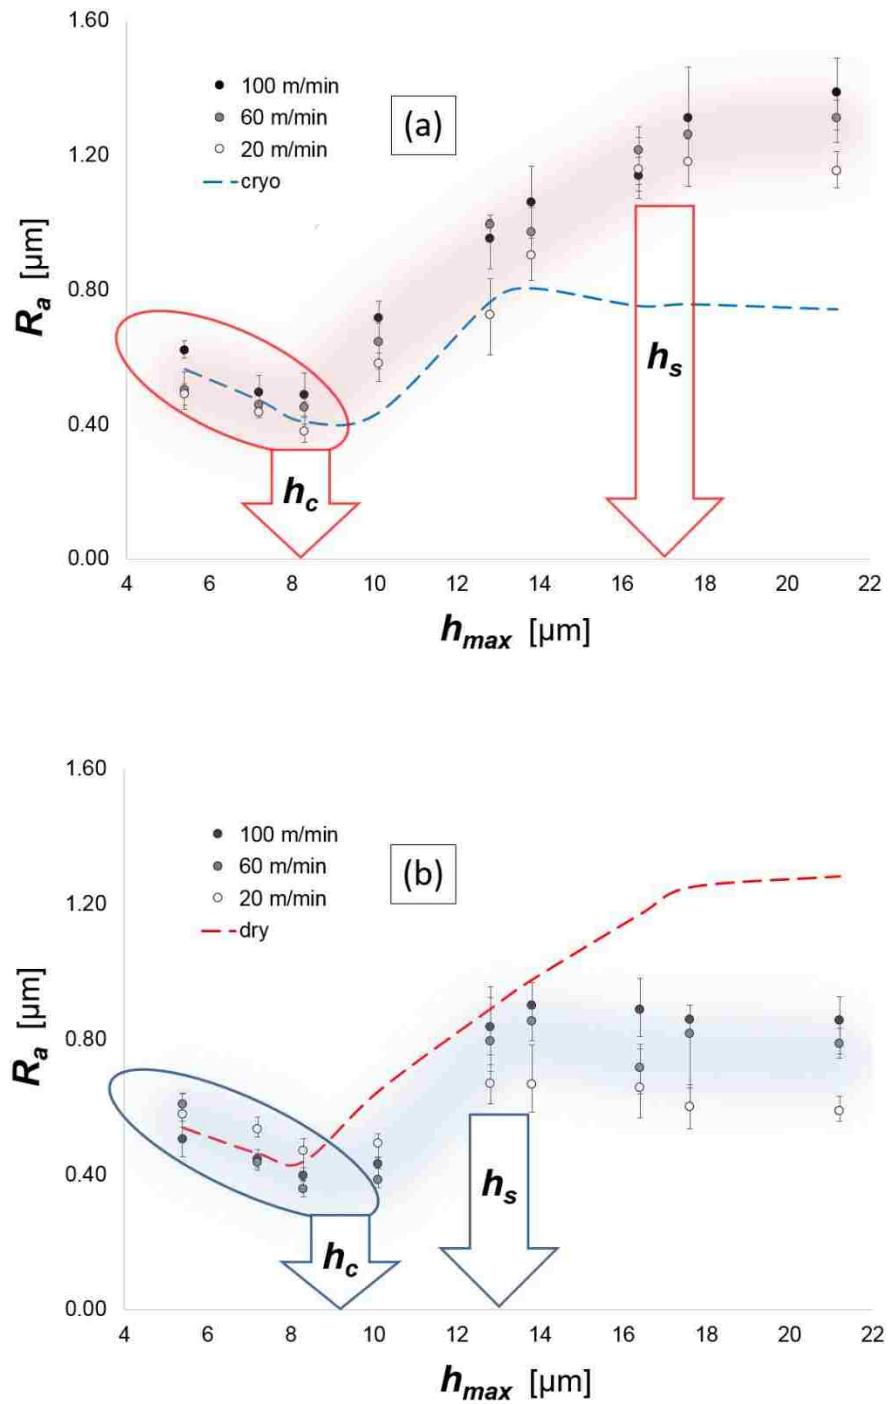 1.60
100 m/min
60 m/min
20 m/min
cryo
(a)
1.20
0.80
0.40
0.00
Ra [µm]
hc
hs
4 6 8 10 12 14 16 18 20 22
hmax [µm]
1.60
100 m/min
60 m/min
20 m/min
dry
(b)
1.20
0.80
0.40
0.00
Ra [µm]
hs
hc
4 6 8 10 12 14 16 18 20 22
hmax [µm]